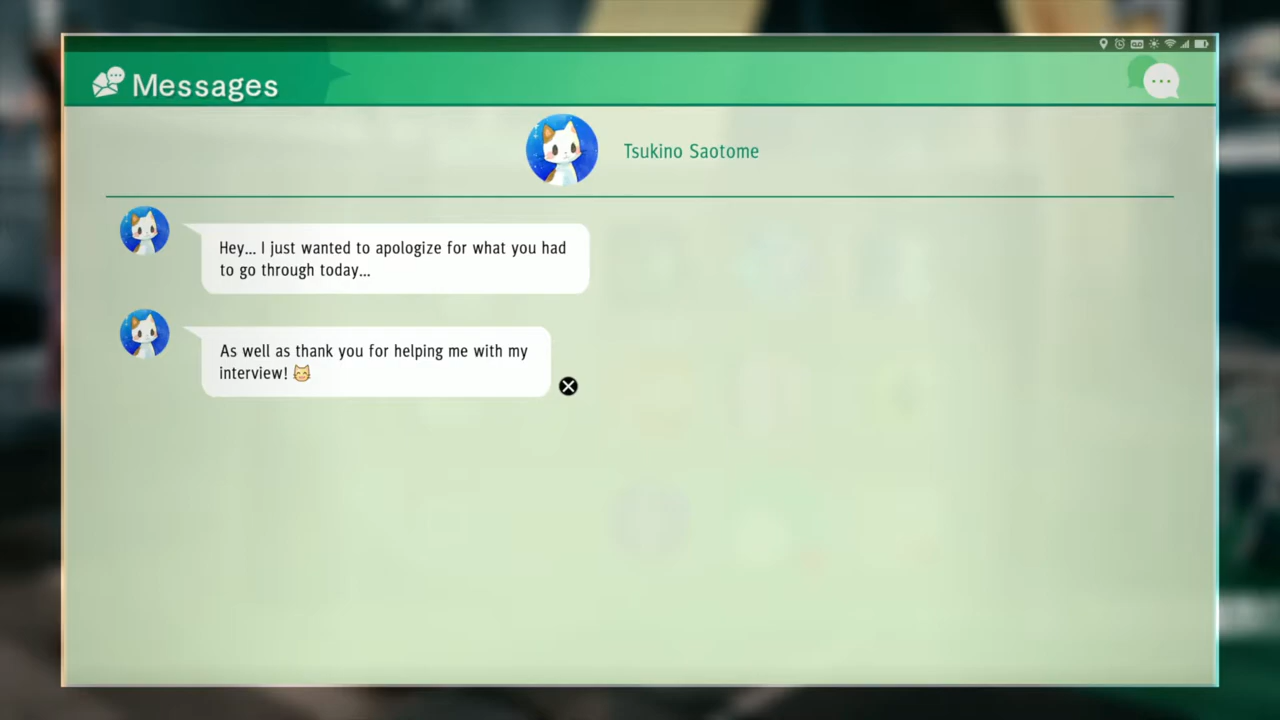 Messages
Tsukino Saotome
Hey... I just wanted to apologize for what you had
to go through today...
As well as thank you for helping me with my
interview! 😸